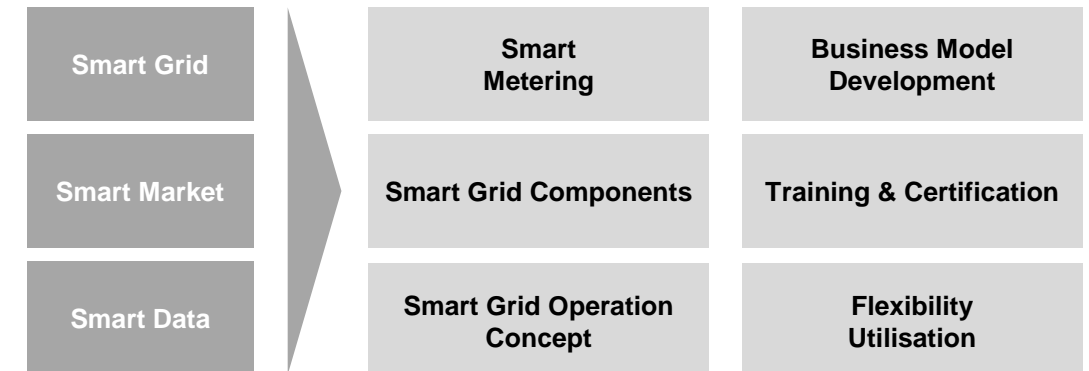 Smart Grid
Smart Market
Smart Data
Smart
Metering
Business Model
Development
Smart Grid Components
Training & Certification
Smart Grid Operation
Concept
Flexibility
Utilisation